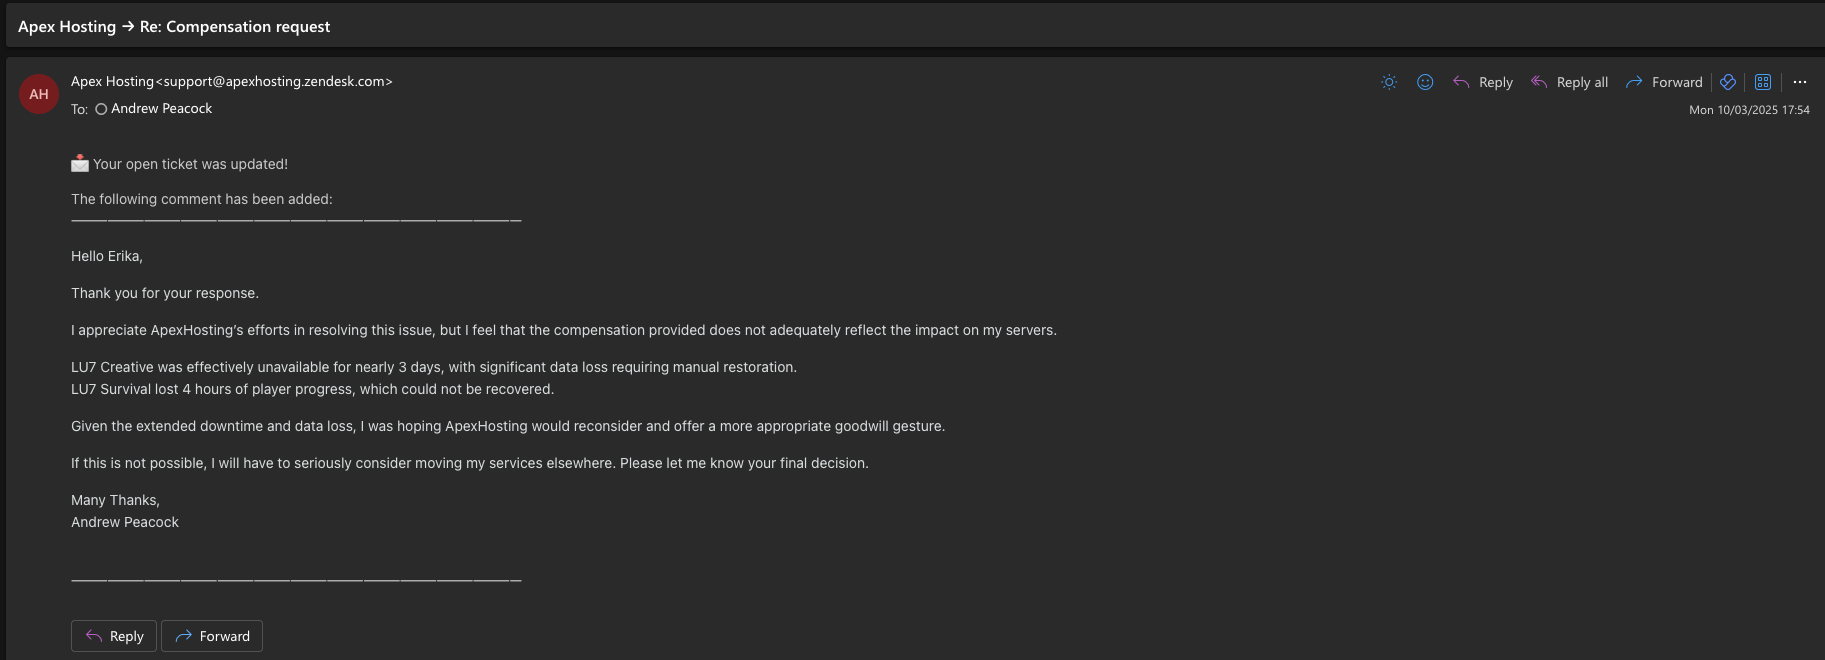 Apex Hosting → Re: Compensation request
AH
Apex Hosting<support@apexhosting.zendesk.com>
Reply
Reply all
Forward
To: Andrew Peacock
Mon 10/03/2025 17:54
Your open ticket was updated!
The following comment has been added:
Hello Erika,
Thank you for your response.
I appreciate ApexHosting's efforts in resolving this issue, but I feel that the compensation provided does not adequately reflect the impact on my servers.
LU7 Creative was effectively unavailable for nearly 3 days, with significant data loss requiring manual restoration.
LU7 Survival lost 4 hours of player progress, which could not be recovered.
Given the extended downtime and data loss, I was hoping ApexHosting would reconsider and offer a more appropriate goodwill gesture.
If this is not possible, I will have to seriously consider moving my services elsewhere. Please let me know your final decision.
Many Thanks,
Andrew Peacock
Reply
Forward